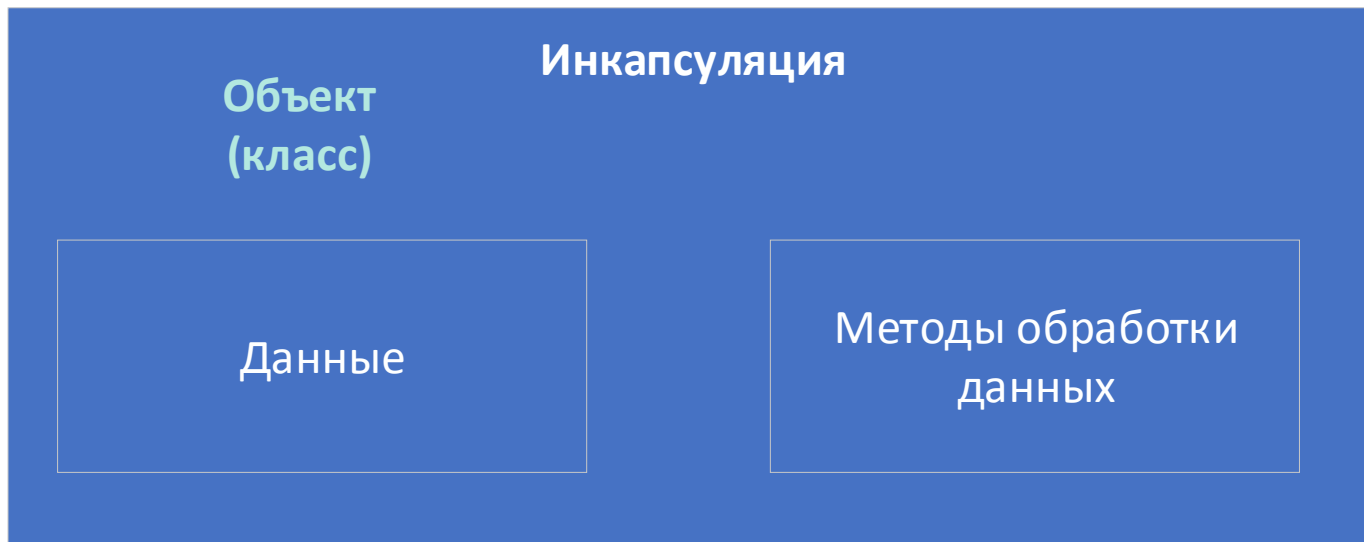 Инкапсуляция
Объект
(класс)
Данные
Методы обработки
данных